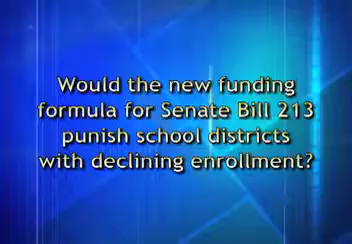 Would the new funding
formula for Senate Bill 213
punish school districts
with declining enrollment?